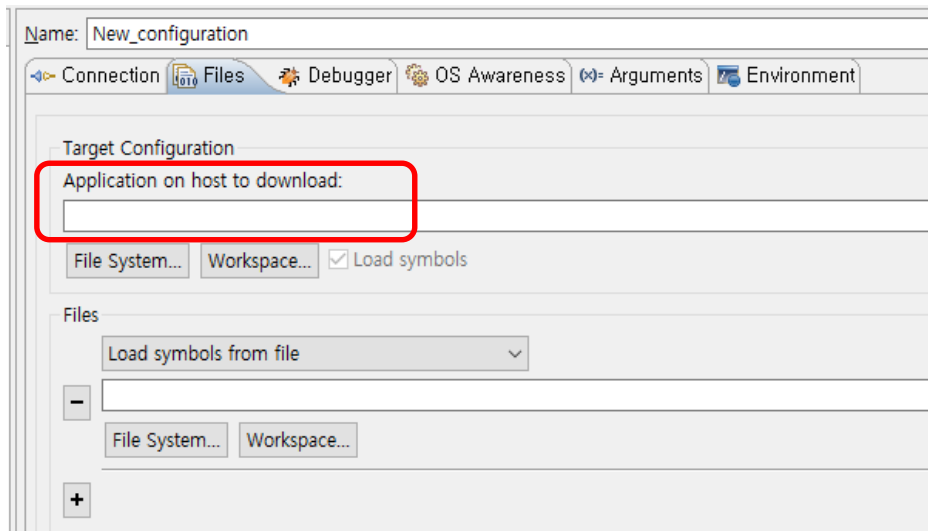 Name: New_configuration
Connection Files Debugger OS Awareness (x)= Arguments Environment
Target Configuration
Application on host to download:
File System... Workspace... Load symbols
Files
Load symbols from file
File System... Workspace...